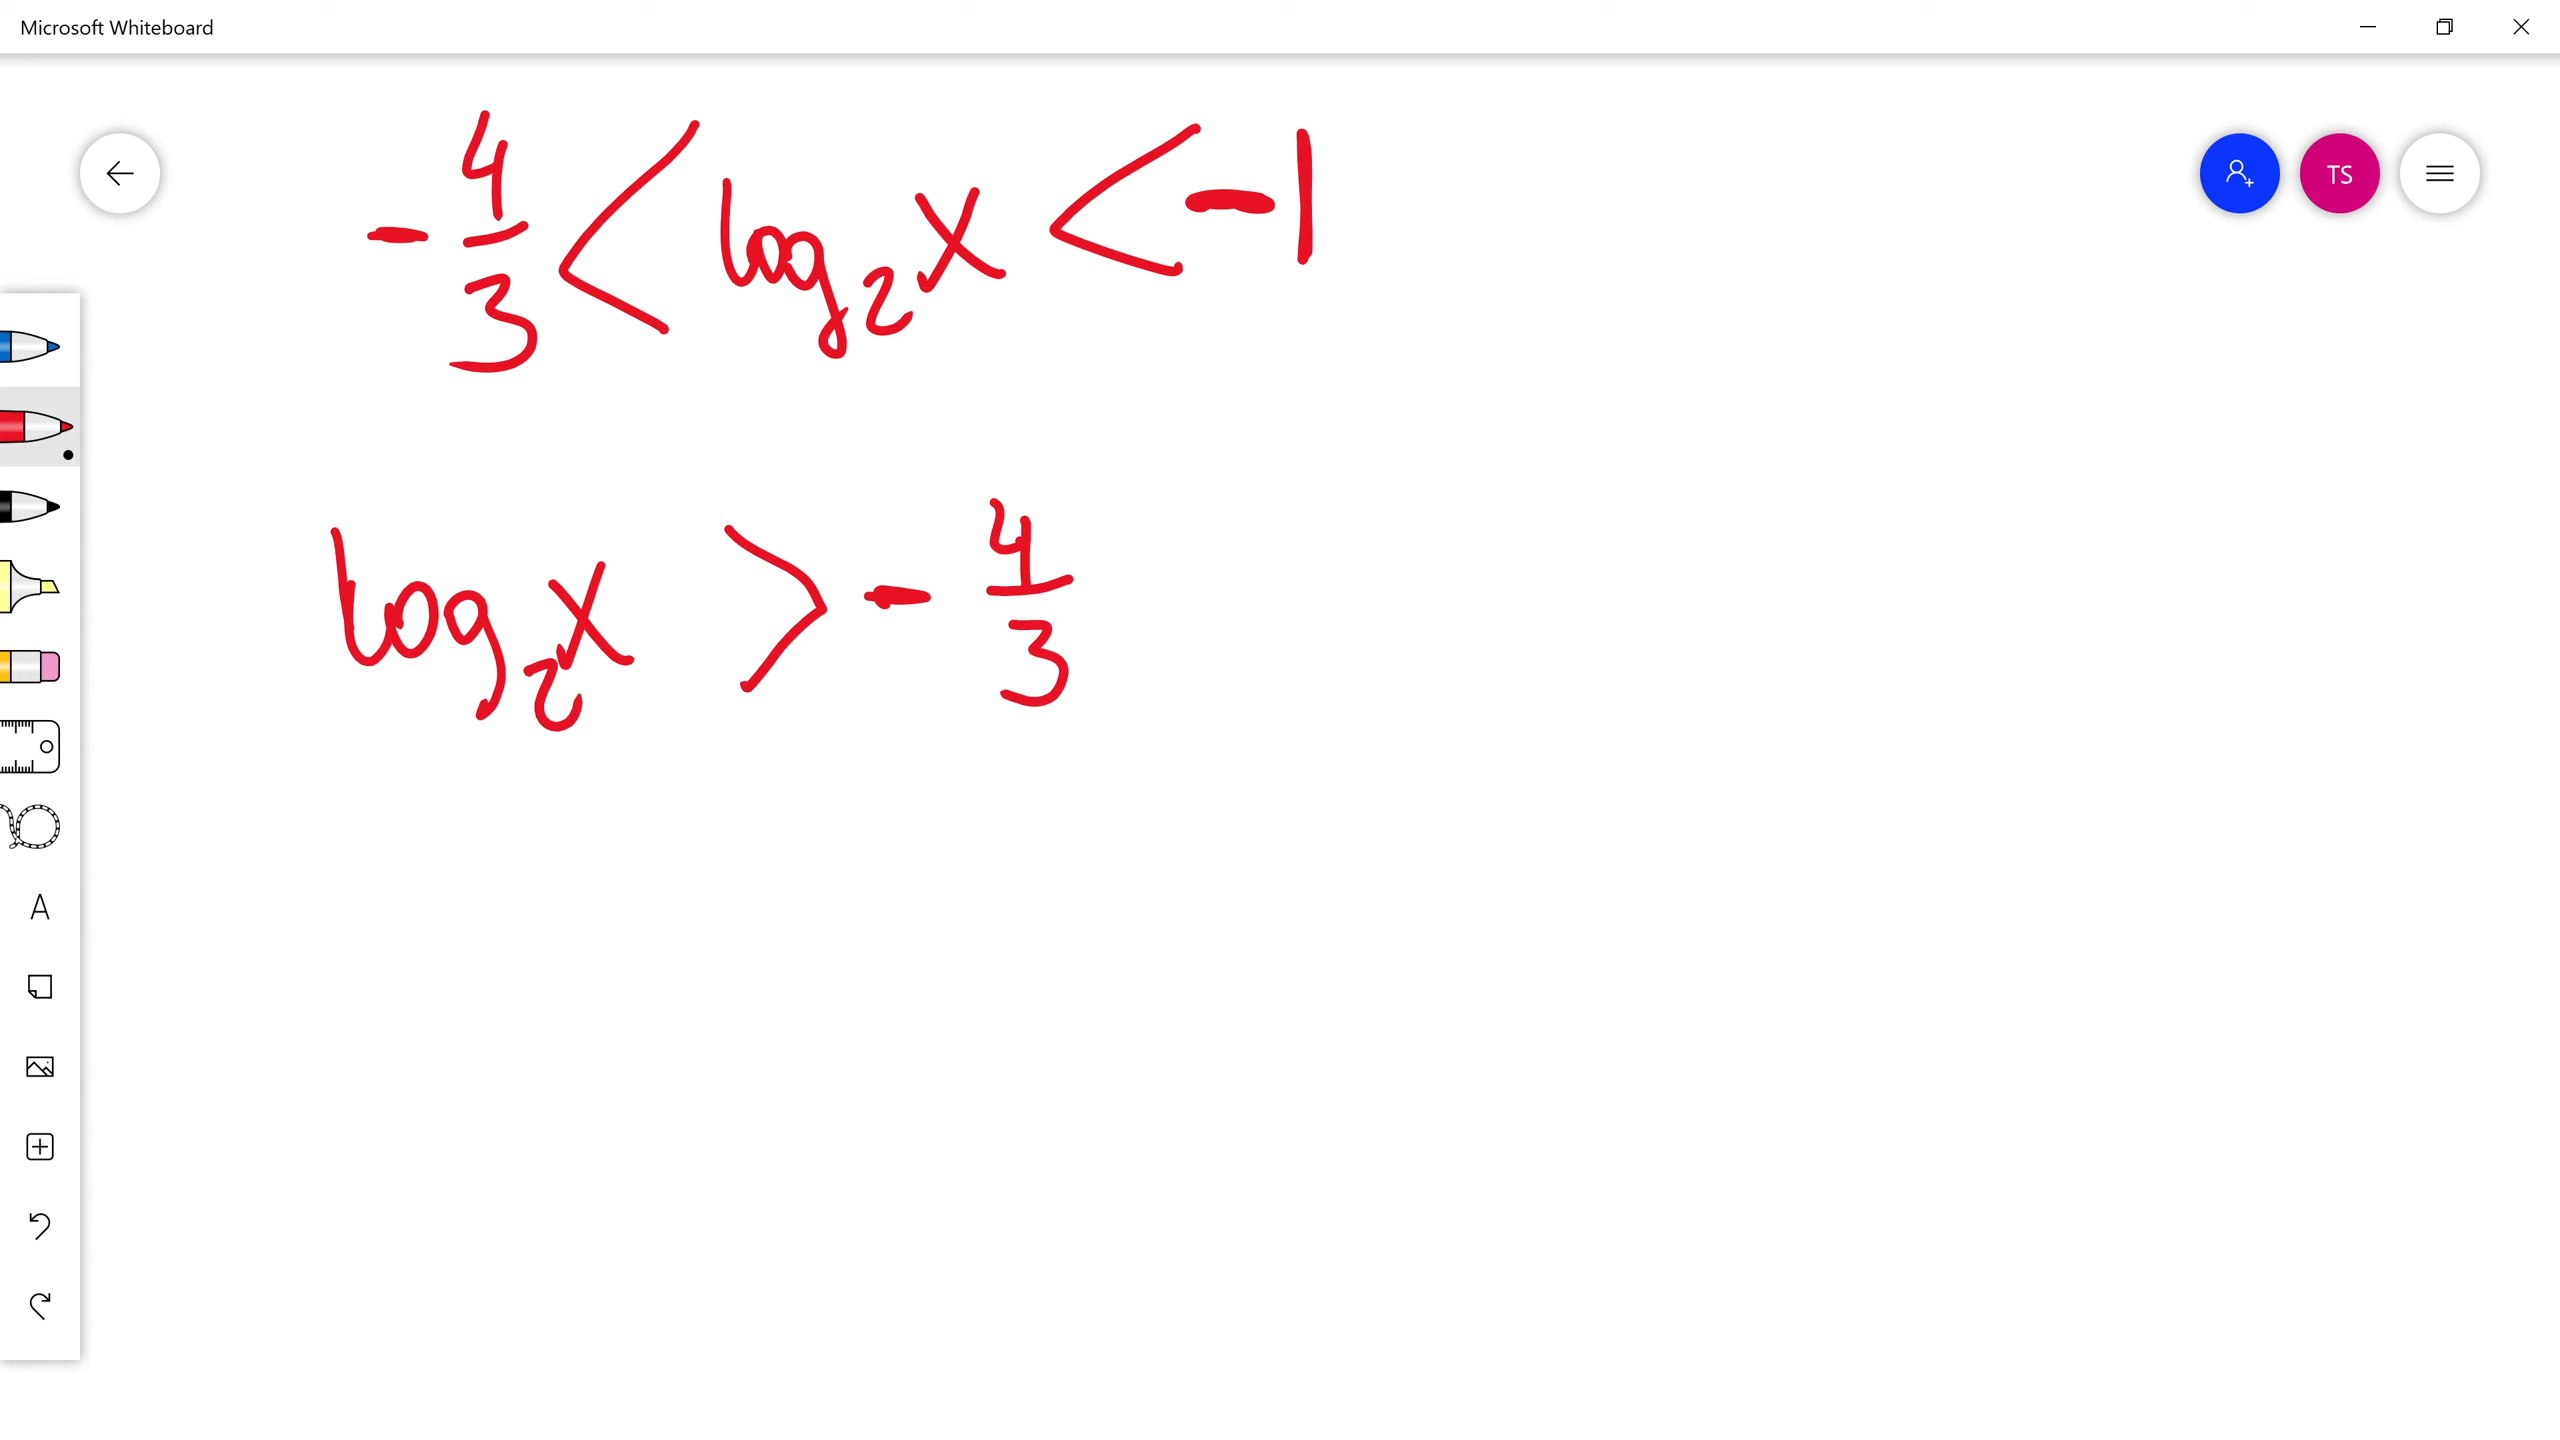 Microsoft Whiteboard
-4/3 < log₂x < -1
TS
log₂x > -4/3
A